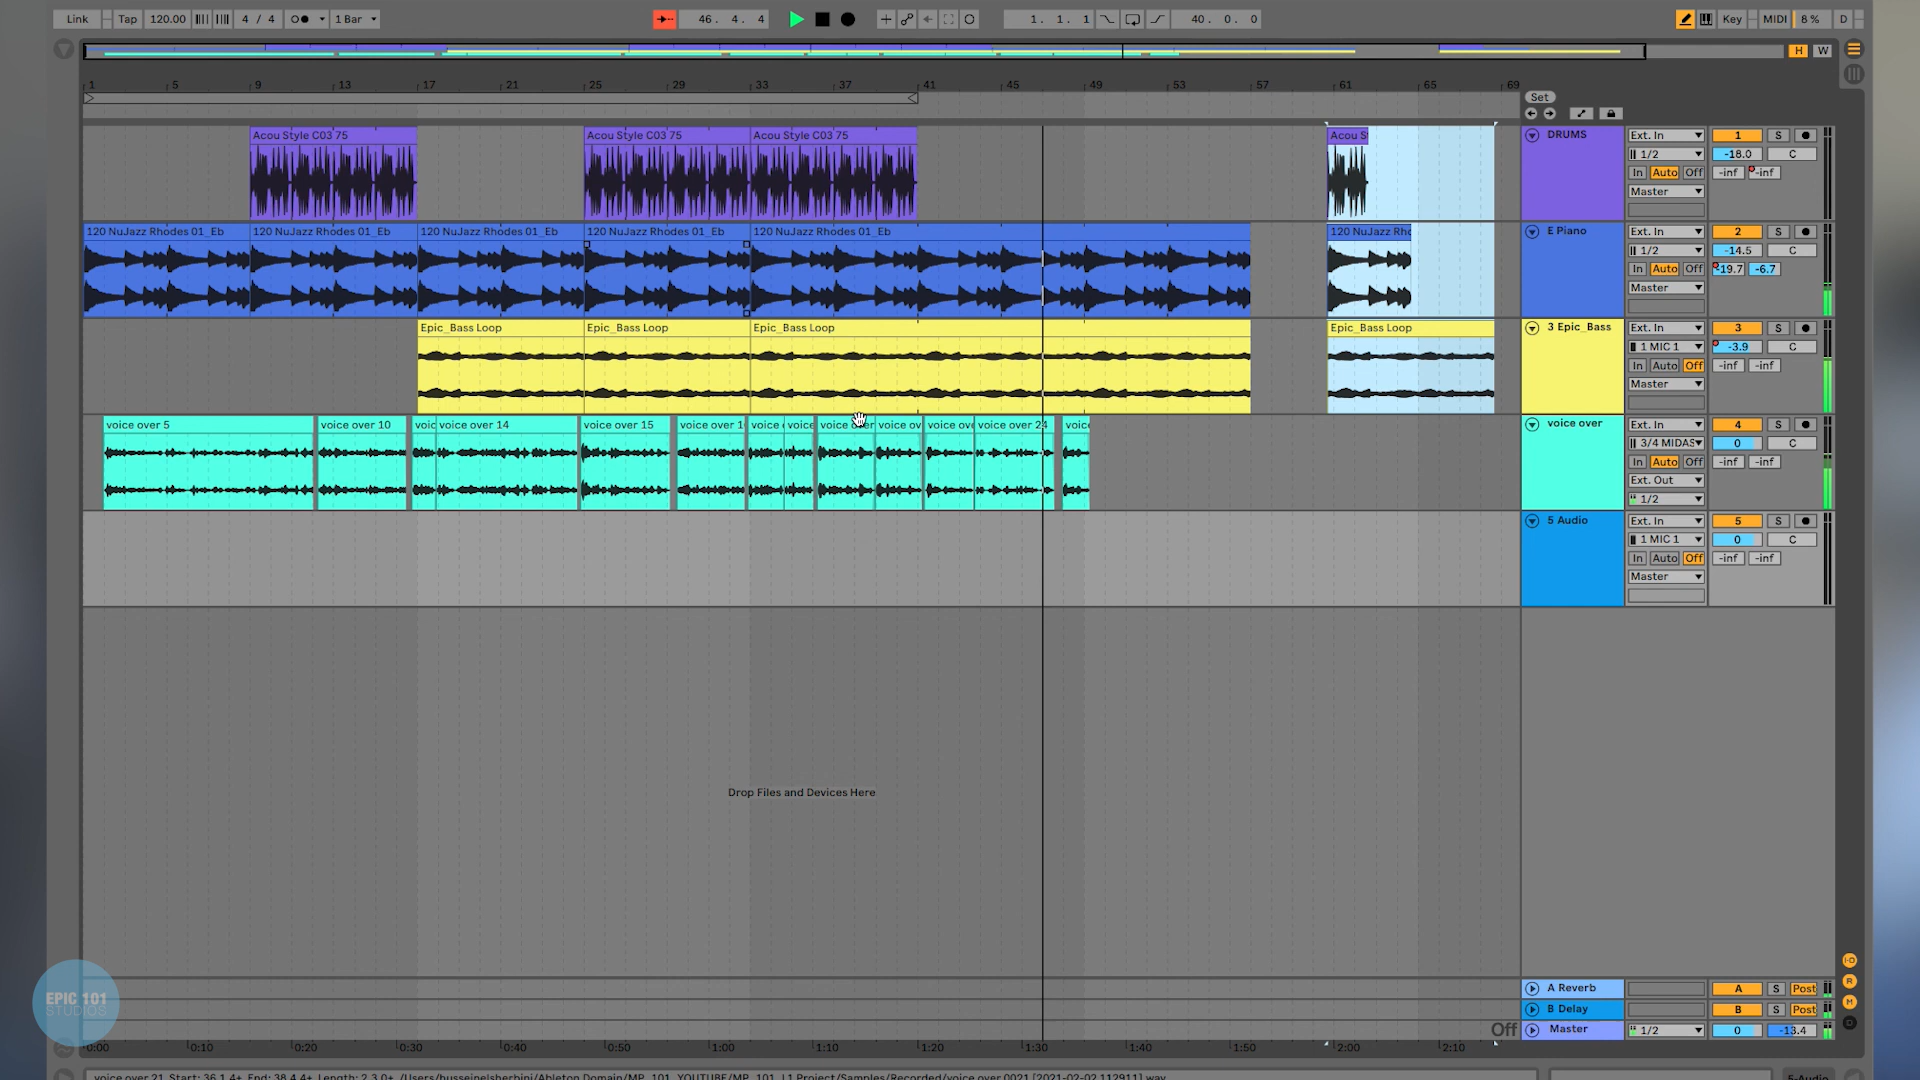 Link Tap 120.00 4 / 4 1 Bar 46. 4. 4 1. 1. 1 40. 0. 0 Key MIDI 8 % D
H W
1 5 9 13 17 21 25 29 33 37 41 45 49 53 57 61 65 69
Set
Acou Style C03 75 Acou Style C03 75 Acou Style C03 75 Acou S DRUMS Ext. In 1 S
1/2 -18.0 C
In Auto Off -inf -inf
Master
120 NuJazz Rhodes 01_Eb 120 NuJazz Rhodes 01_Eb 120 NuJazz Rhodes 01_Eb 120 NuJazz Rhodes 01_Eb 120 NuJazz Rhodes 01_Eb 120 NuJazz Rho E Piano Ext. In 2 S
1/2 -14.5 C
In Auto Off -19.7 -6.7
Master
Epic_Bass Loop Epic_Bass Loop Epic_Bass Loop Epic_Bass Loop 3 Epic_Bass Ext. In 3 S
1 MIC 1 -3.9 C
In Auto Off -inf -inf
Master
voice over 5 voice over 10 voic voice over 14 voice over 15 voice over 1 voice voice voice over voice ov voice ov voice over 24 voic voice over Ext. In 4 S
3/4 MIDAS 0 C
In Auto Off -inf -inf
Ext. Out
1/2
5 Audio Ext. In 5 S
1 MIC 1 0 C
In Auto Off -inf -inf
Master
Drop Files and Devices Here
EPIC 101
STUDIOS
A Reverb A S Post
B Delay B S Post
Off Master 1/2 0 -13.4
0:00 0:10 0:20 0:30 0:40 0:50 1:00 1:10 1:20 1:30 1:40 1:50 2:00 2:10
voice over 21 Start: 36.1.4+ End: 38.4.4+ Length: 2.3.0+ /Users/husseinelsherbini/Ableton Domain/MP_101_YOUTUBE/MP_101_L1 Project/Samples/Recorded/voice over 0021 [2021-02-02 112911].wav 5-Audio